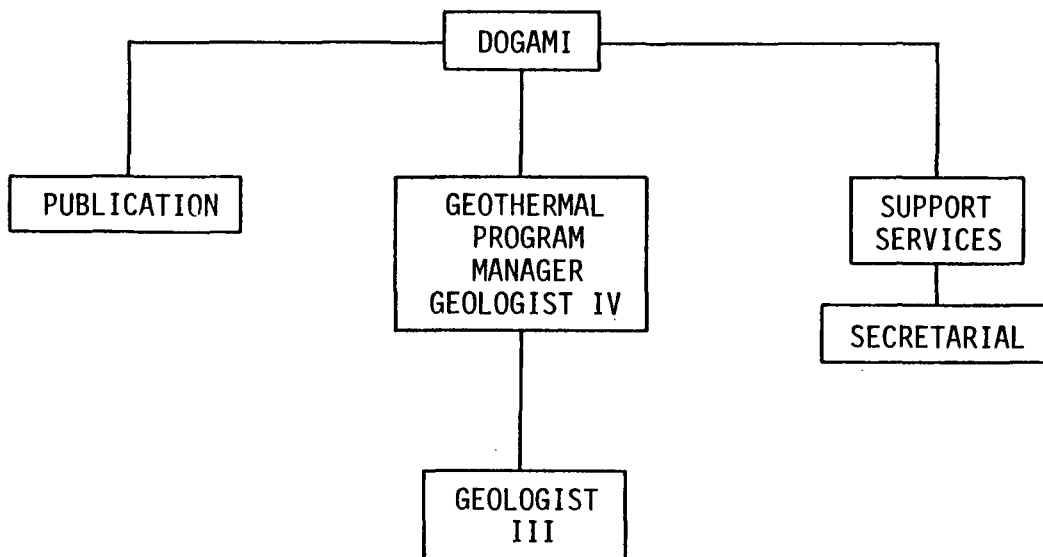 DOGAMI
PUBLICATION
GEOTHERMAL
PROGRAM
MANAGER
GEOLOGIST IV
SUPPORT
SERVICES
SECRETARIAL
GEOLOGIST
III